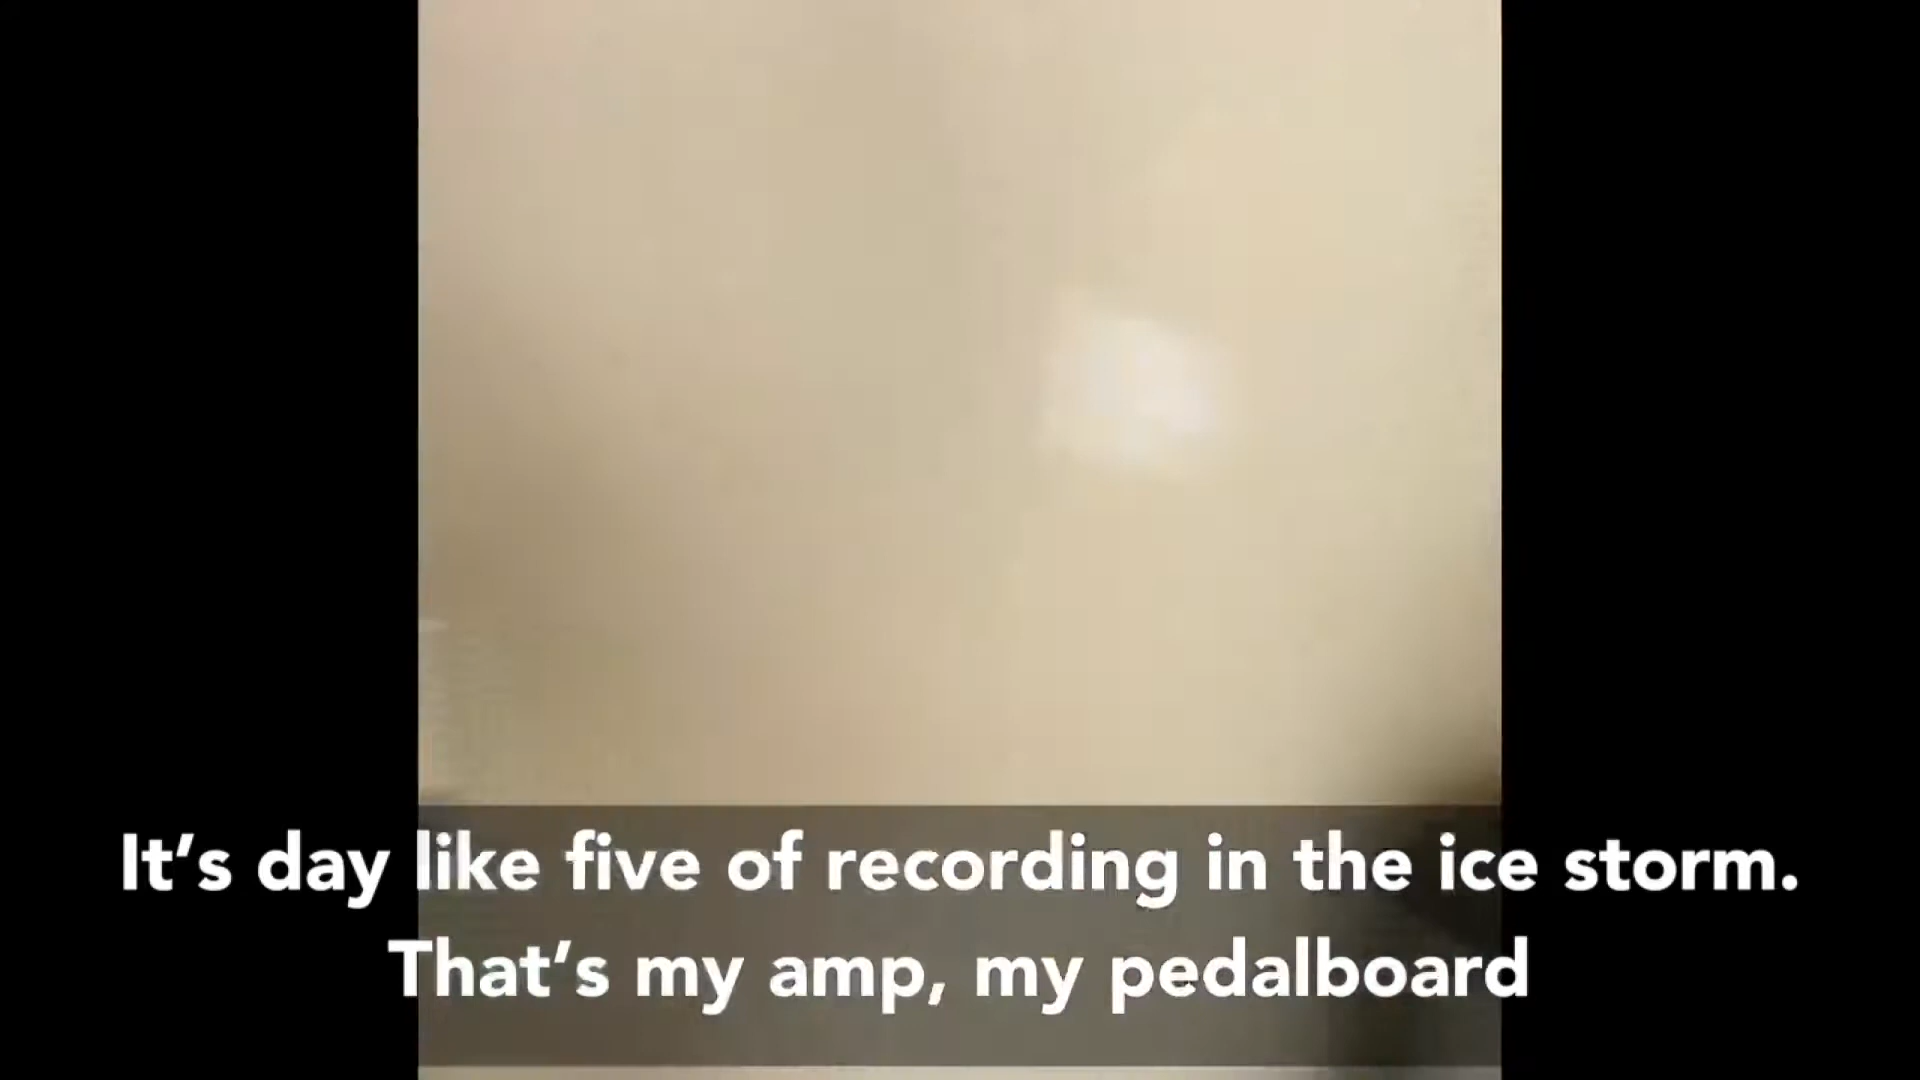 It’s day like five of recording in the ice storm.
That’s my amp, my pedalboard